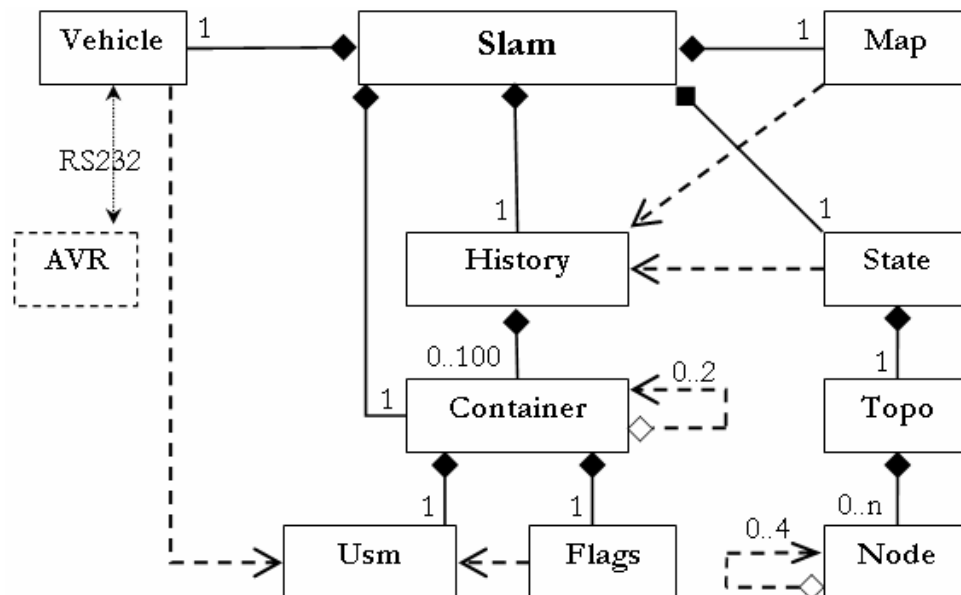 Vehicle 1 Slam 1 Map
RS232
1 1
AVR History State
0..100 0..2
1 1
Container Topo
1 1 0..n
0..4
Usm Flags Node